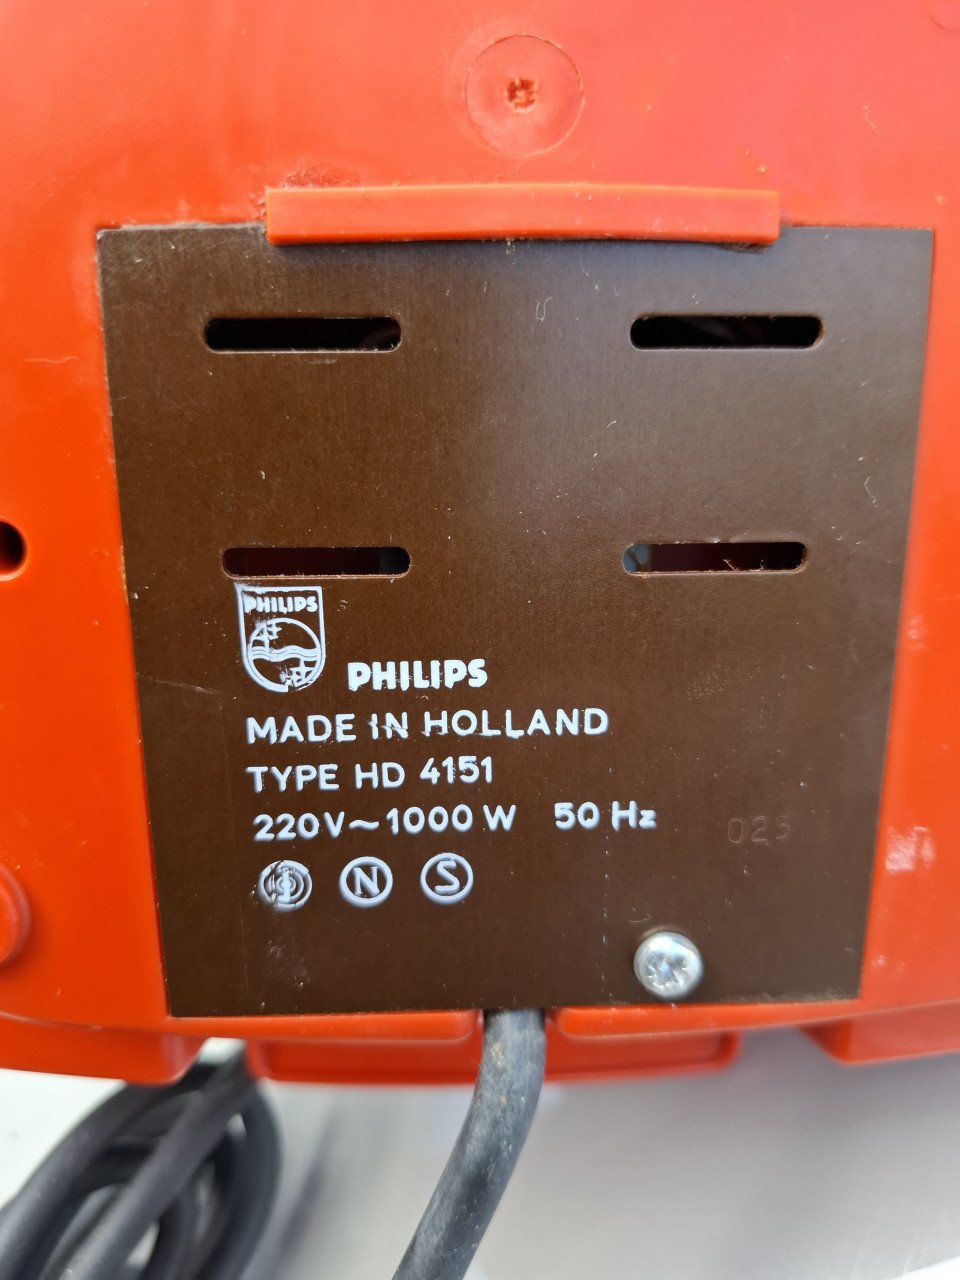 PHILIPS
PHILIPS
MADE IN HOLLAND
TYPE HD 4151
220V~1000 W 50 Hz
025
N S